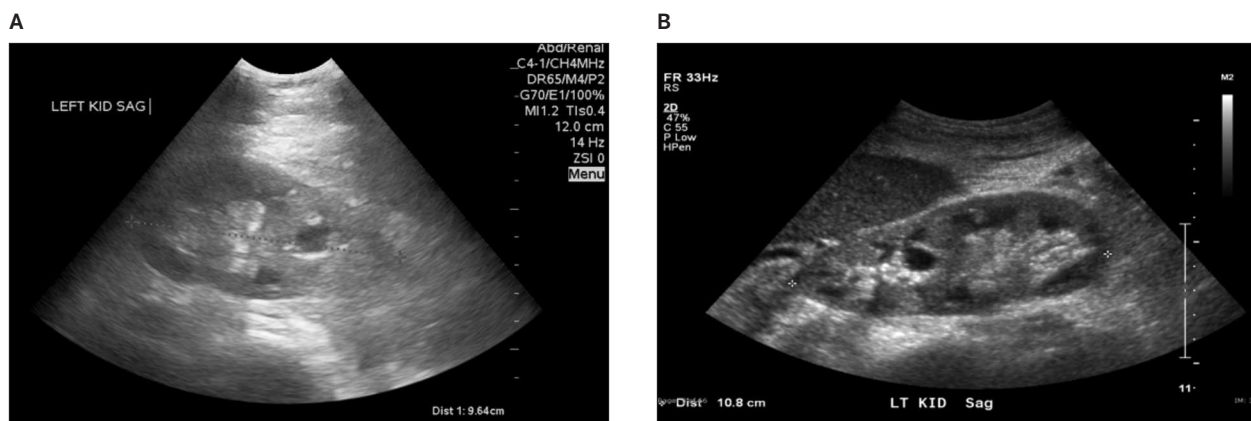 A
Abd/Renal
C4-1/CH4MHz
DR65/M4/P2
G70/E1/100%
MI1.2 TIs0.4
12.0 cm
14 Hz
ZSI 0
Menu
LEFT KID SAG
Dist 1: 9.64cm
B
FR 33Hz
RS
2D
47%
C 55
P Low
HPen
M2
11
Dist 10.8 cm
LT KID Sag